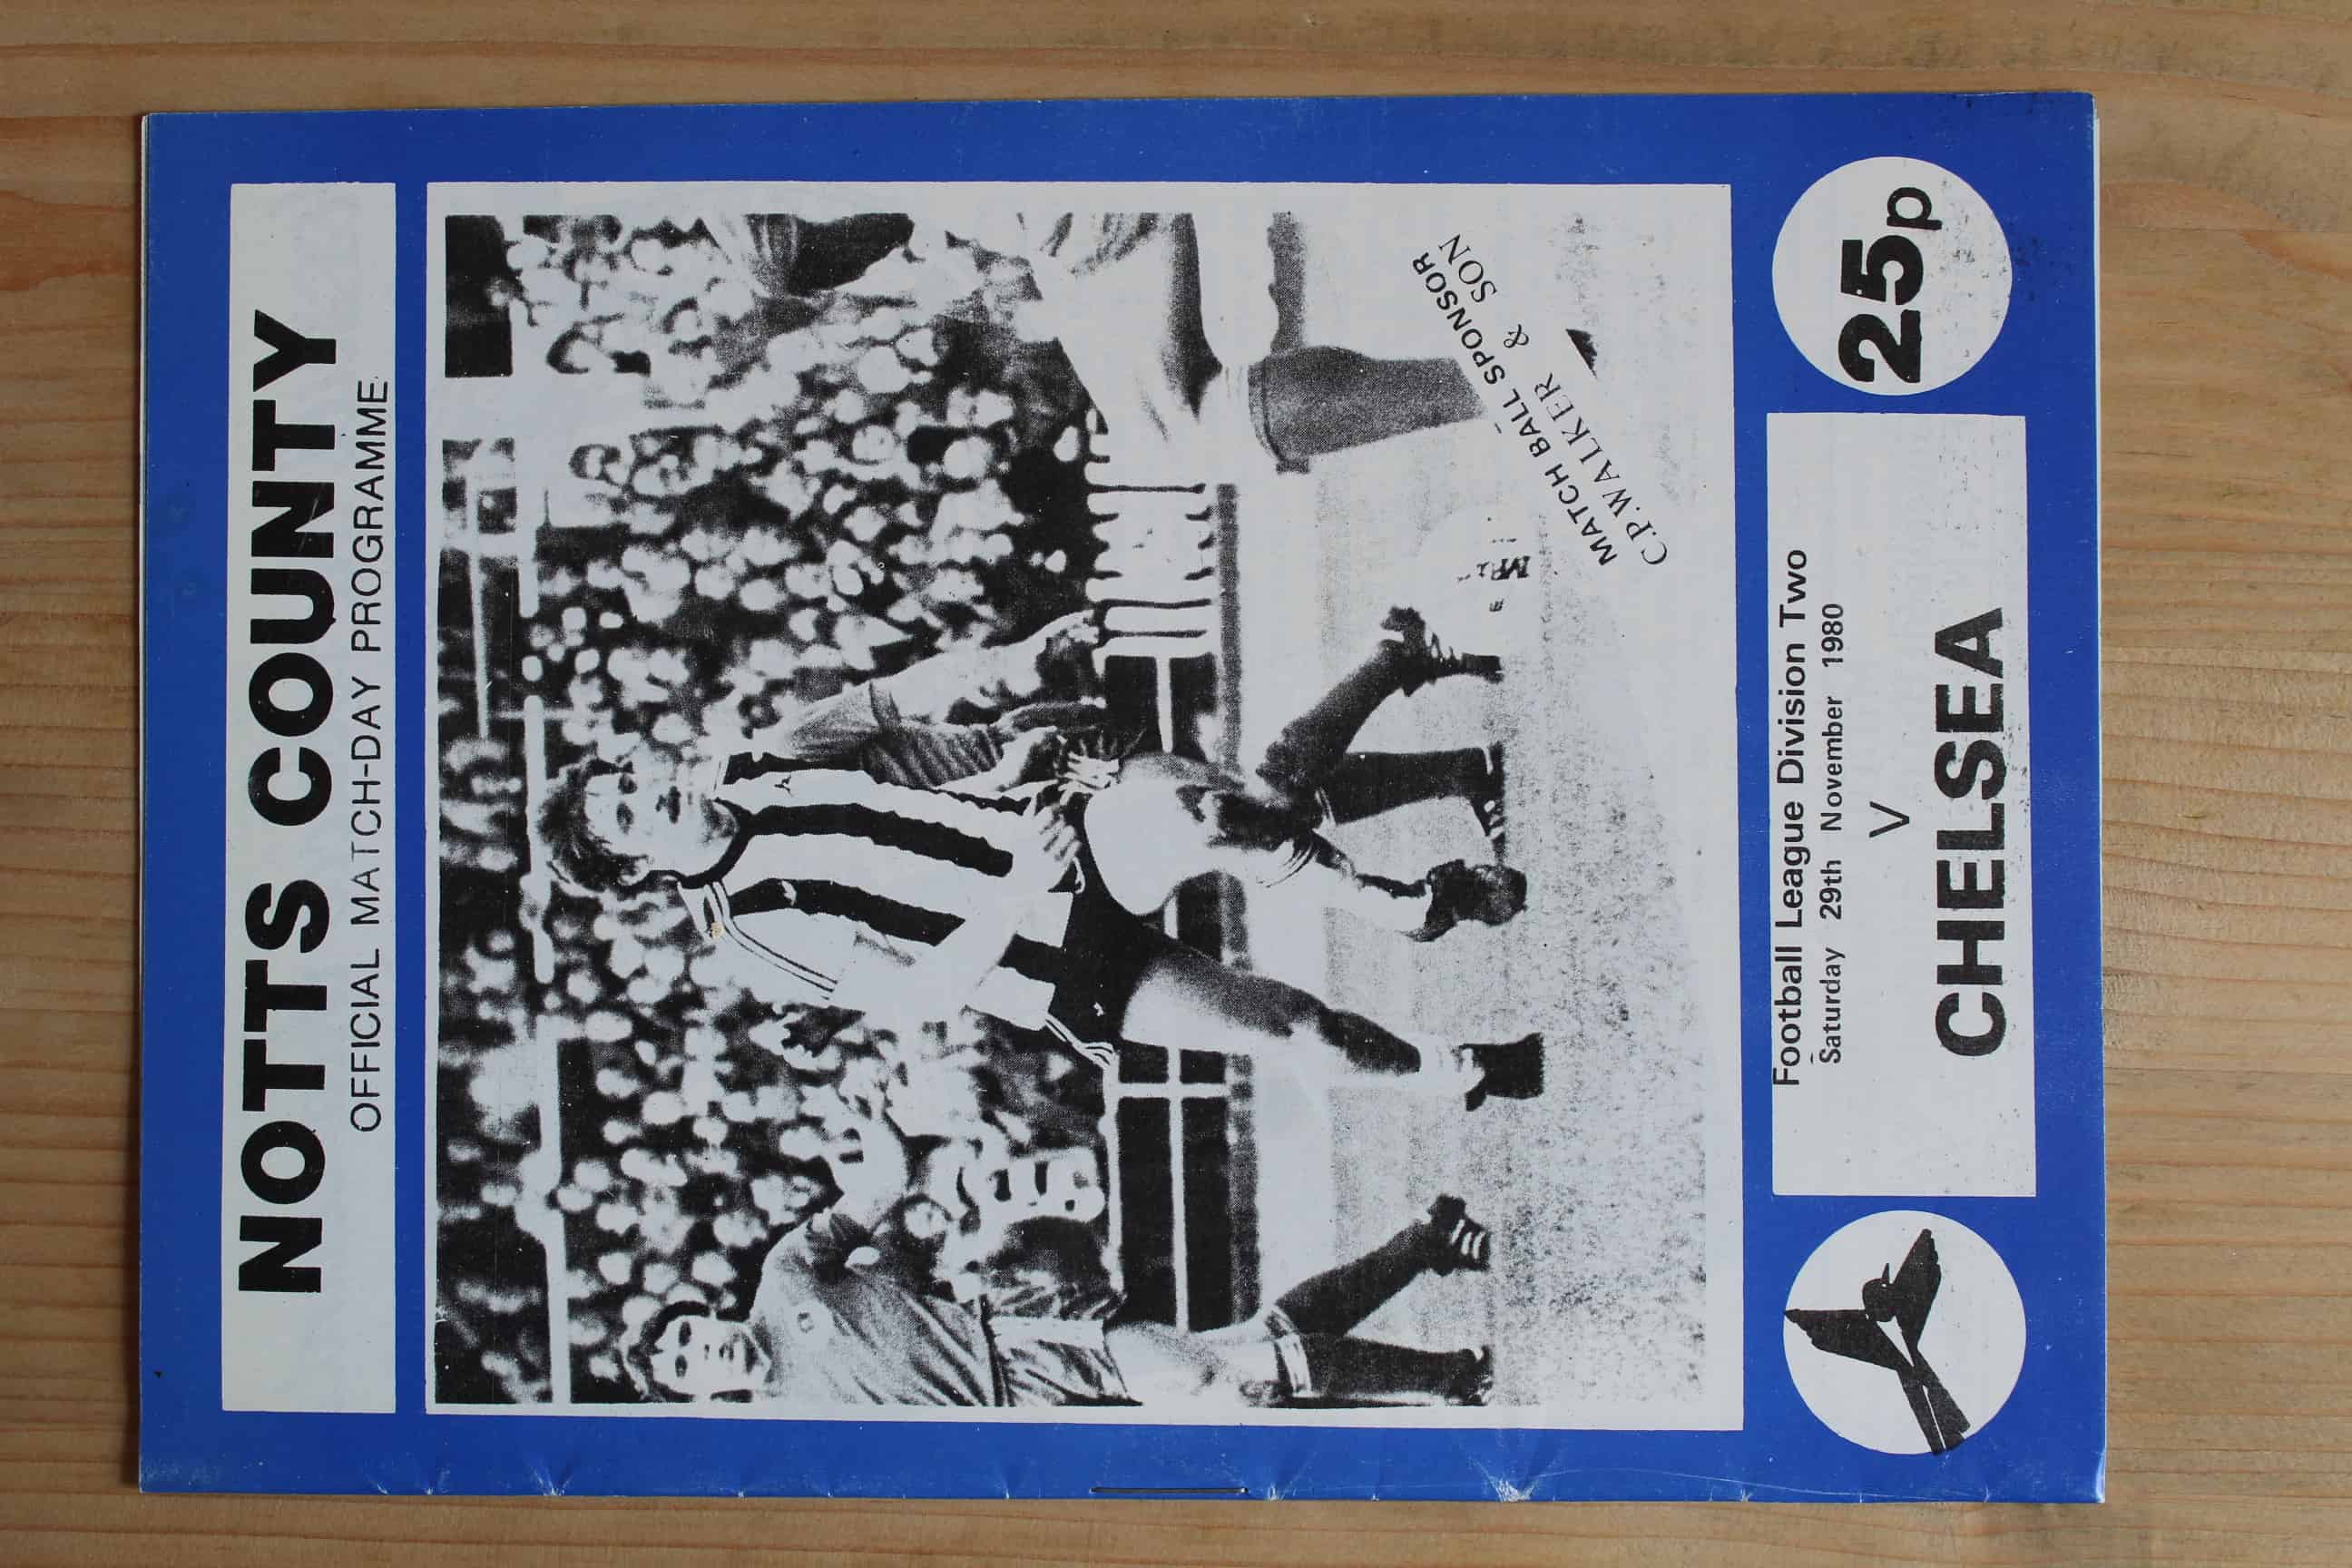 NOTTS COUNTY
OFFICIAL MATCH-DAY PROGRAMME
MATCH BALL SPONSOR
C.P.WALKER & SON
Football League Division Two
Saturday 29th November 1980
V
CHELSEA
25p